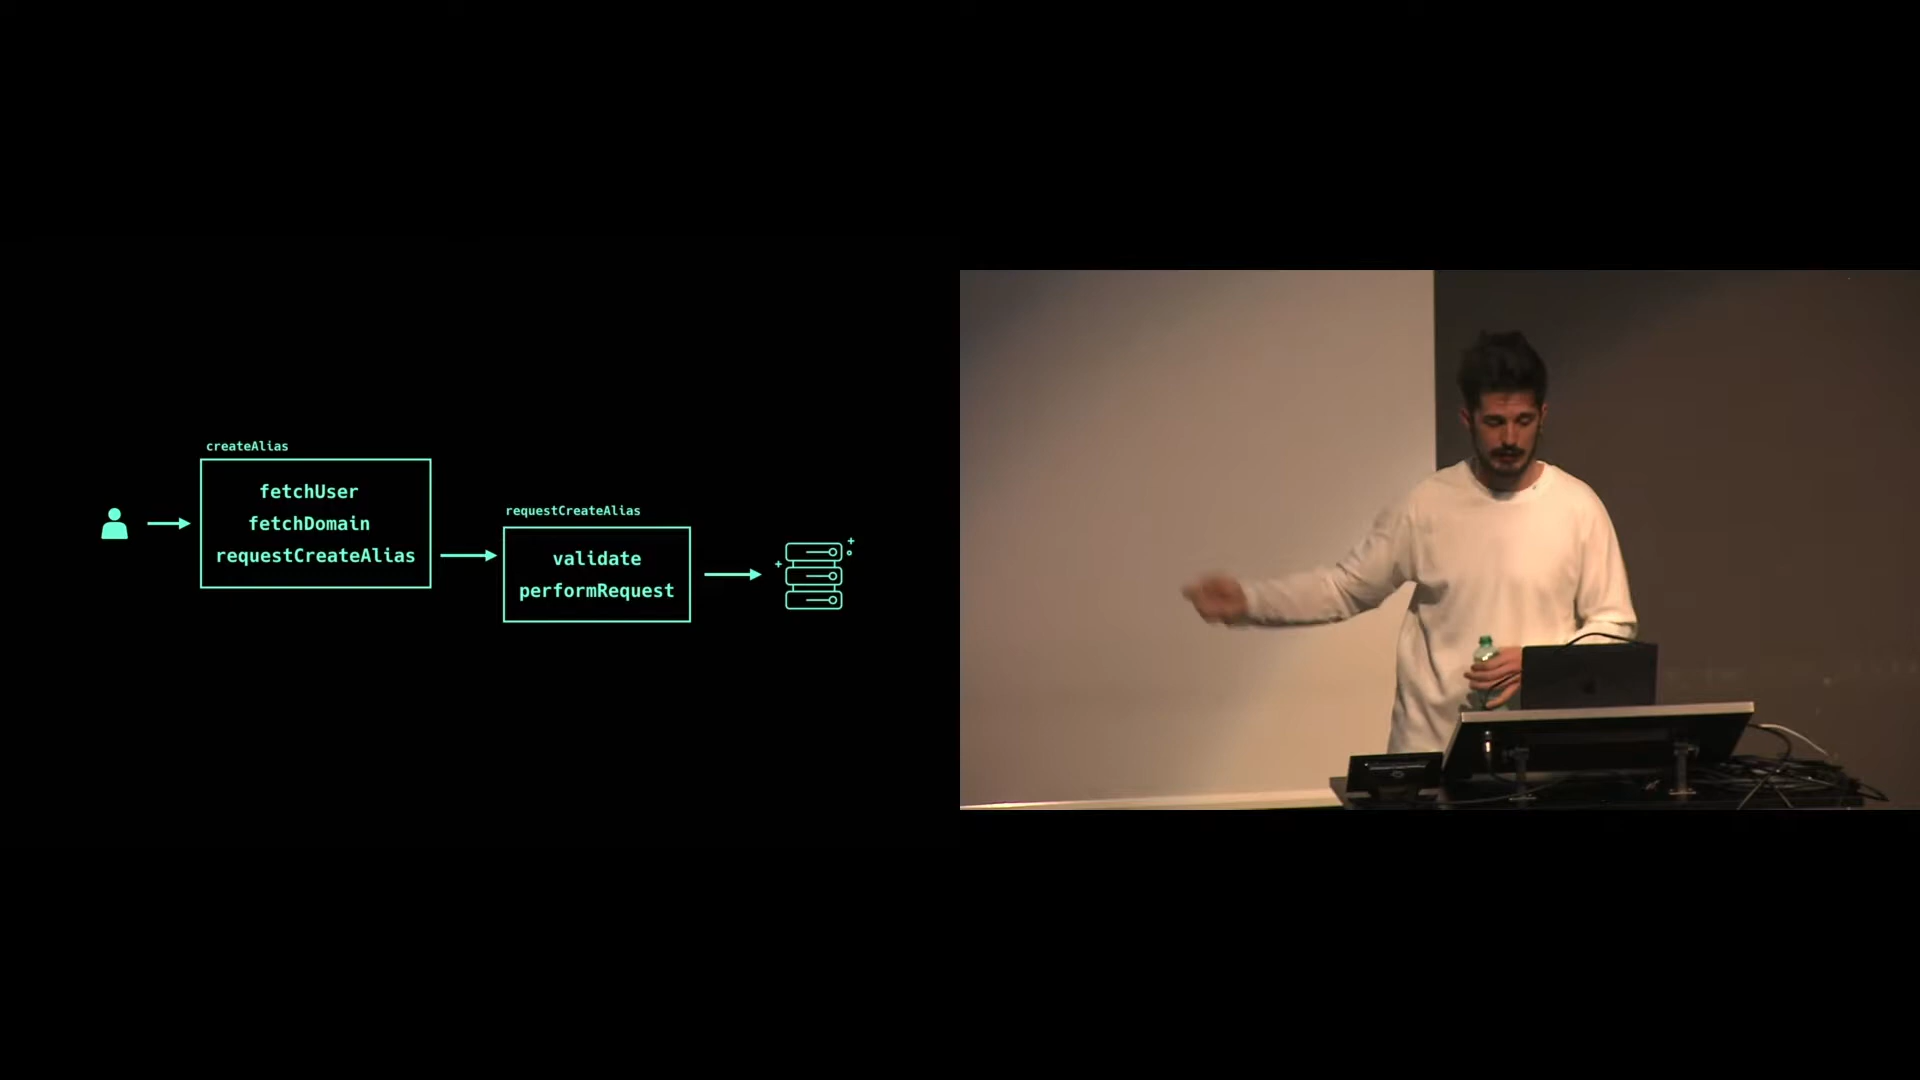 createAlias
fetchUser
fetchDomain
requestCreateAlias
requestCreateAlias
validate
performRequest